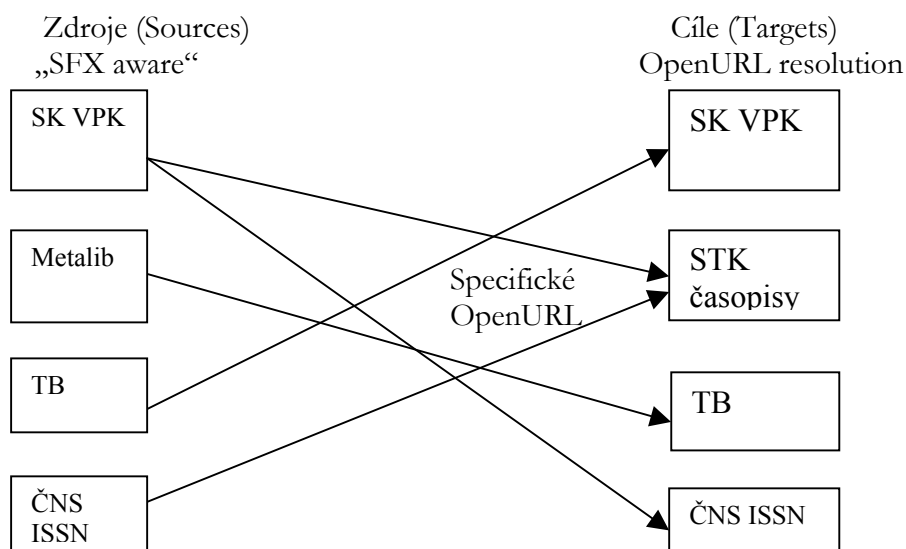 Zdroje (Sources)
„SFX aware“
Cíle (Targets)
OpenURL resolution
SK VPK
SK VPK
Metalib
STK
časopisy
Specifické
OpenURL
TB
TB
ČNS
ISSN
ČNS ISSN